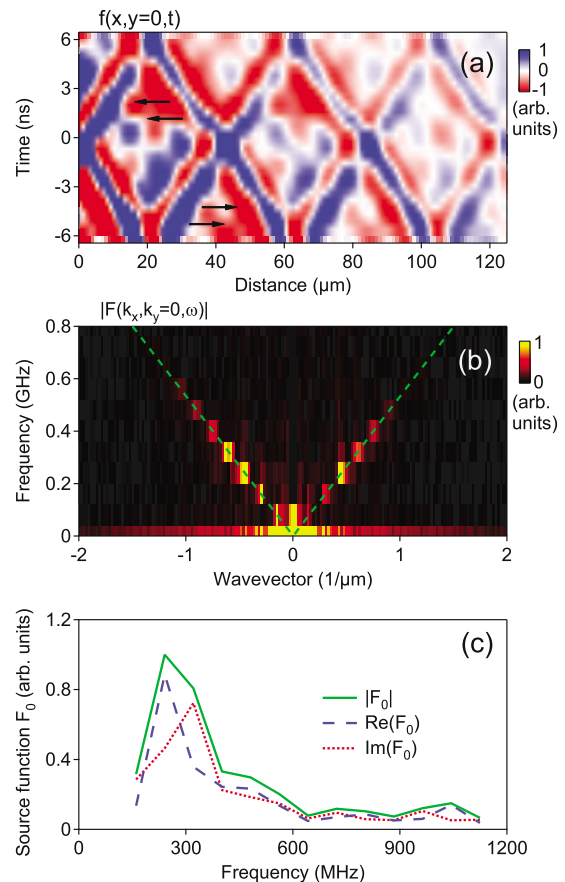 f(x,y=0,t)
(a)
6
3
0
-3
-6
Time (ns)
0
20
40
60
80
100
120
Distance (µm)
1
0
-1
(arb. units)
|F(kₓ,k_y=0,ω)|
(b)
0.8
0.6
0.4
0.2
0
Frequency (GHz)
-2
-1
0
1
2
Wavevector (1/µm)
1
0
(arb. units)
(c)
1.2
0.8
0.4
0
Source function F₀ (arb. units)
|F₀|
Re(F₀)
Im(F₀)
0
300
600
900
1200
Frequency (MHz)